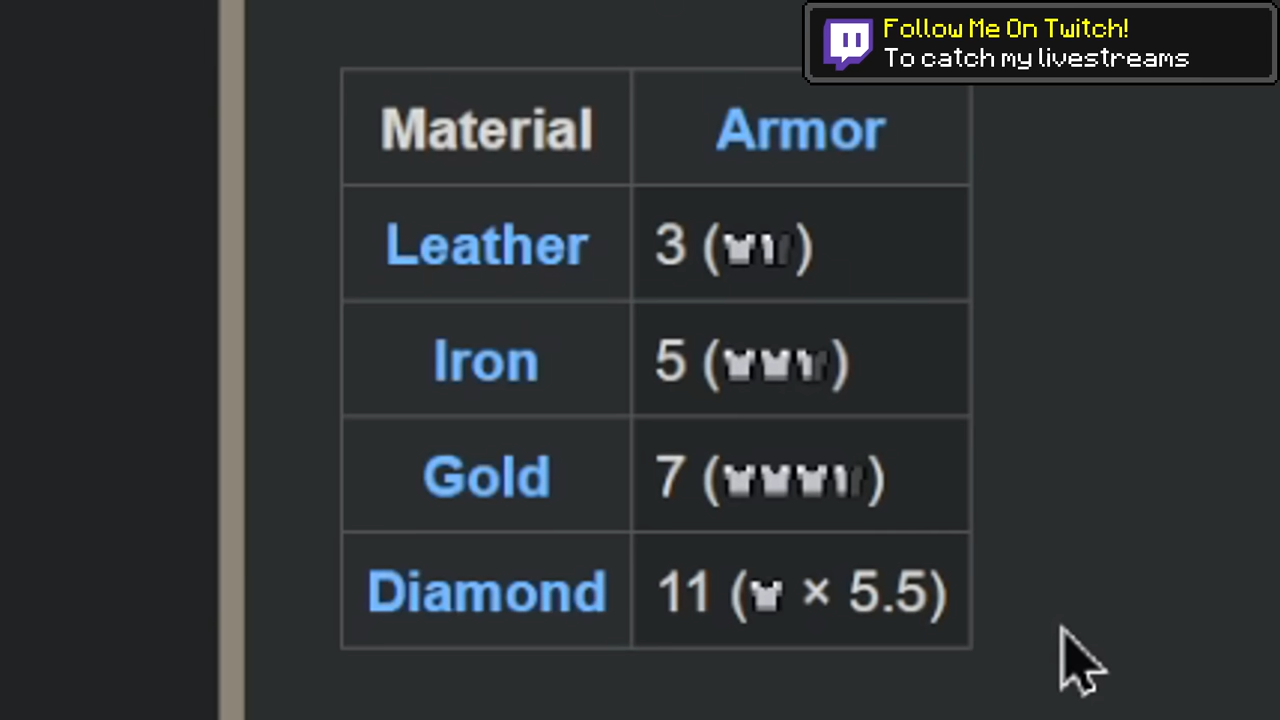 Follow Me On Twitch!
To catch my livestreams
Material Armor
Leather 3 ()
Iron 5 ()
Gold 7 ()
Diamond 11 ( × 5.5)